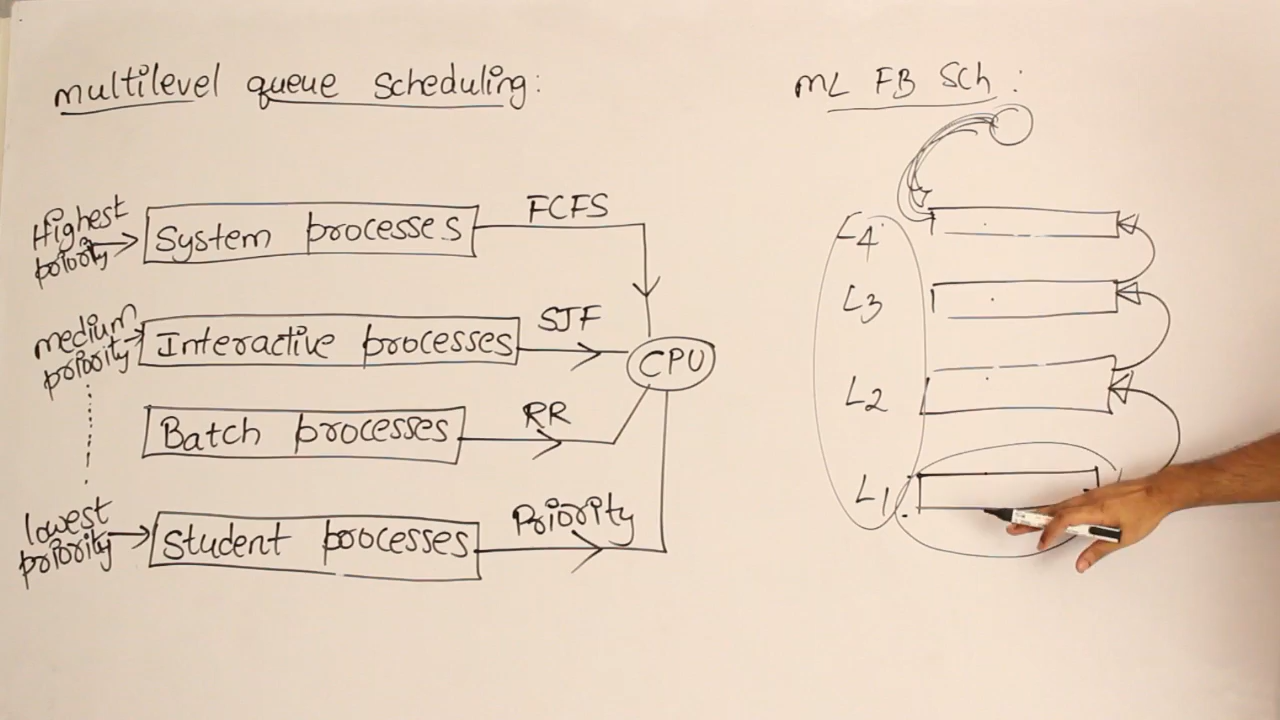 multilevel queue scheduling:
Highest
priority
System processes
FCFS
medium
priority
Interactive processes
SJF
CPU
Batch processes
RR
lowest
priority
Student processes
Priority
ML FB Sch :
L4
L3
L2
L1